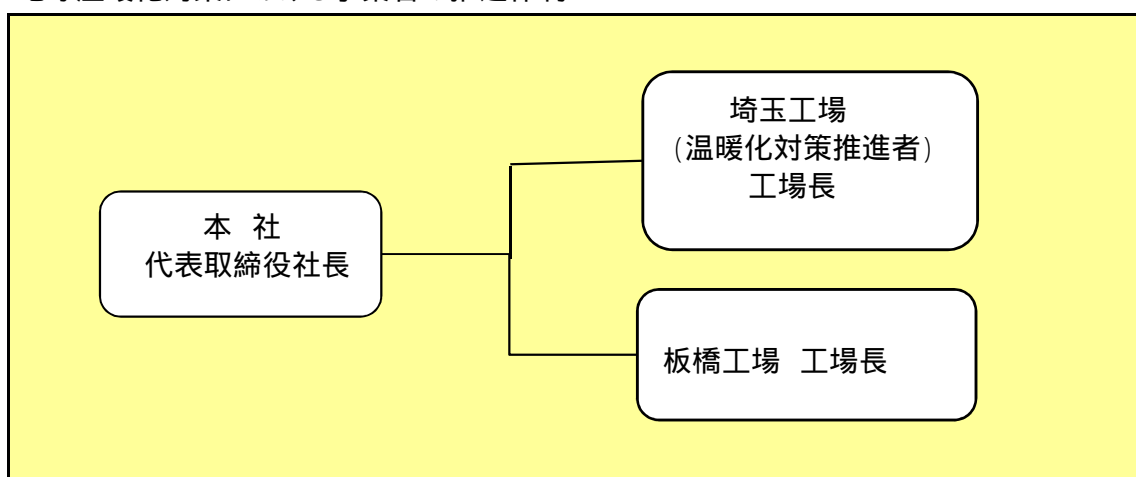 本 社
代表取締役社長
埼玉工場
(温暖化対策推進者)
工場長
板橋工場 工場長